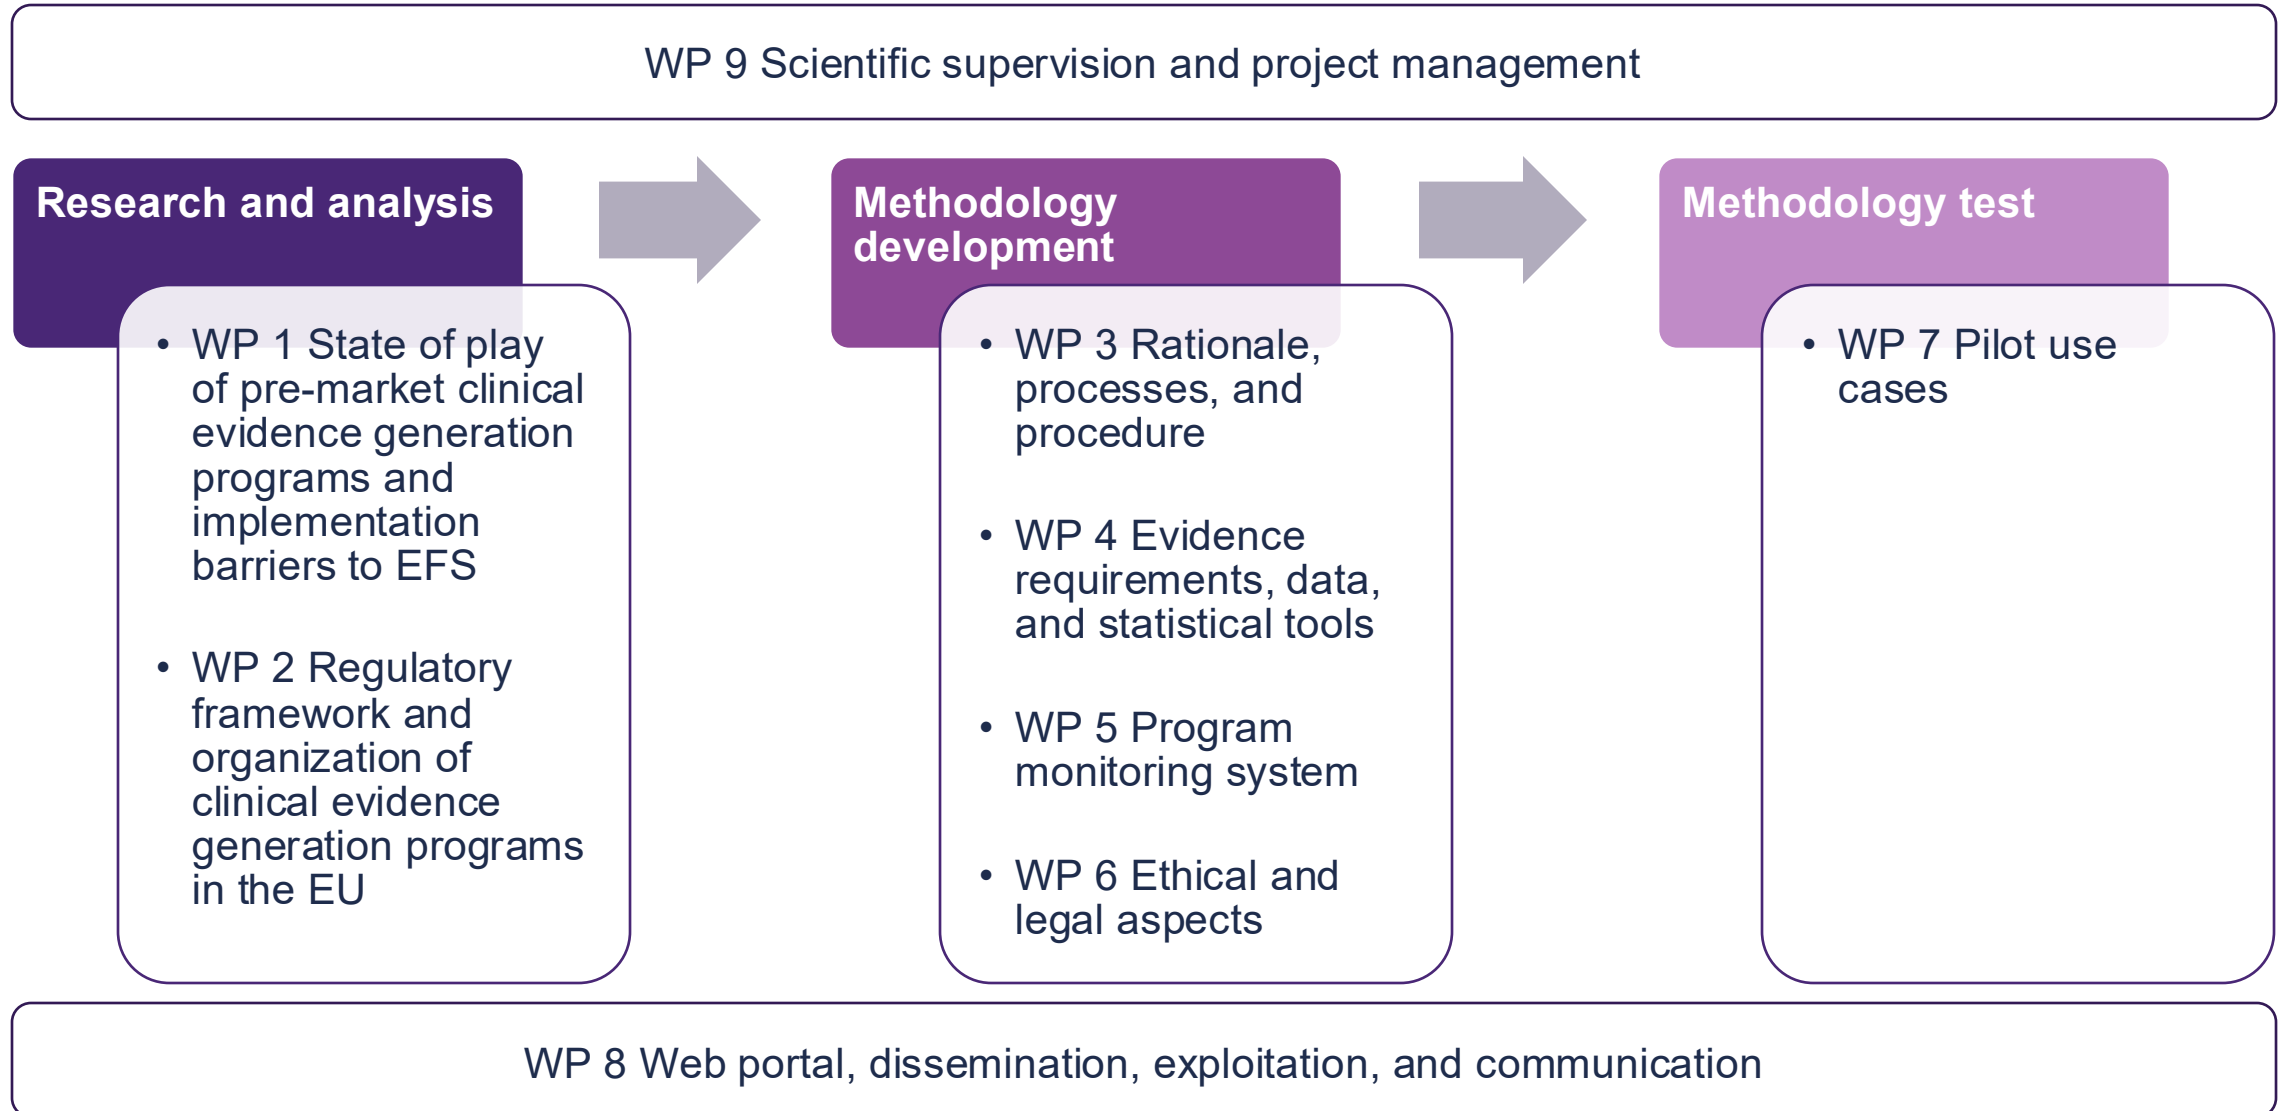 WP 9 Scientific supervision and project management
Research and analysis
• WP 1 State of play
of pre-market clinical
evidence generation
programs and
implementation
barriers to EFS
• WP 2 Regulatory
framework and
organization of
clinical evidence
generation programs
in the EU
Methodology
development
• WP 3 Rationale,
processes, and
procedure
• WP 4 Evidence
requirements, data,
and statistical tools
• WP 5 Program
monitoring system
• WP 6 Ethical and
legal aspects
Methodology test
• WP 7 Pilot use
cases
WP 8 Web portal, dissemination, exploitation, and communication